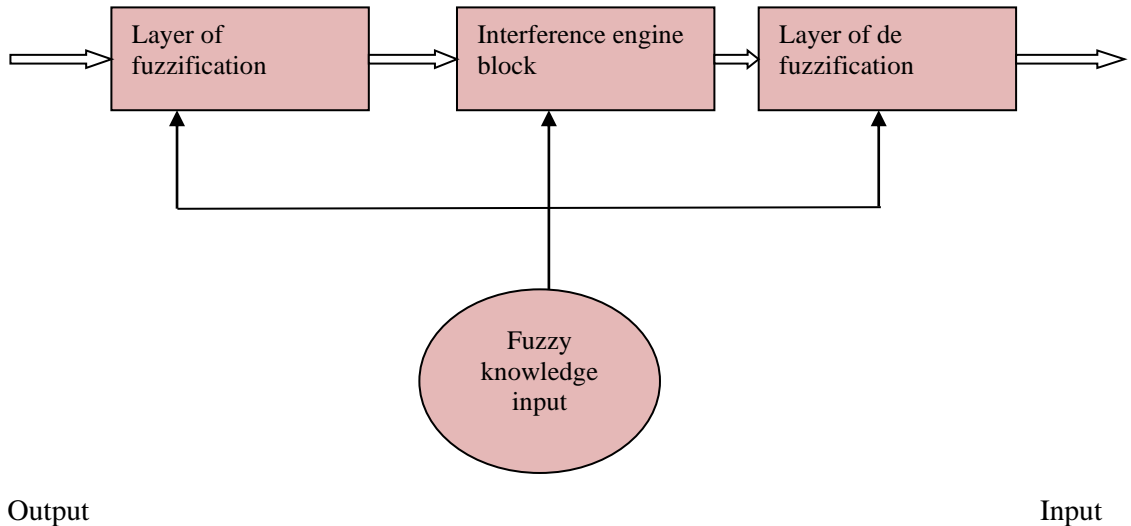 Layer of
fuzzification
Interference engine
block
Layer of de
fuzzification
Fuzzy
knowledge
input
Output
Input